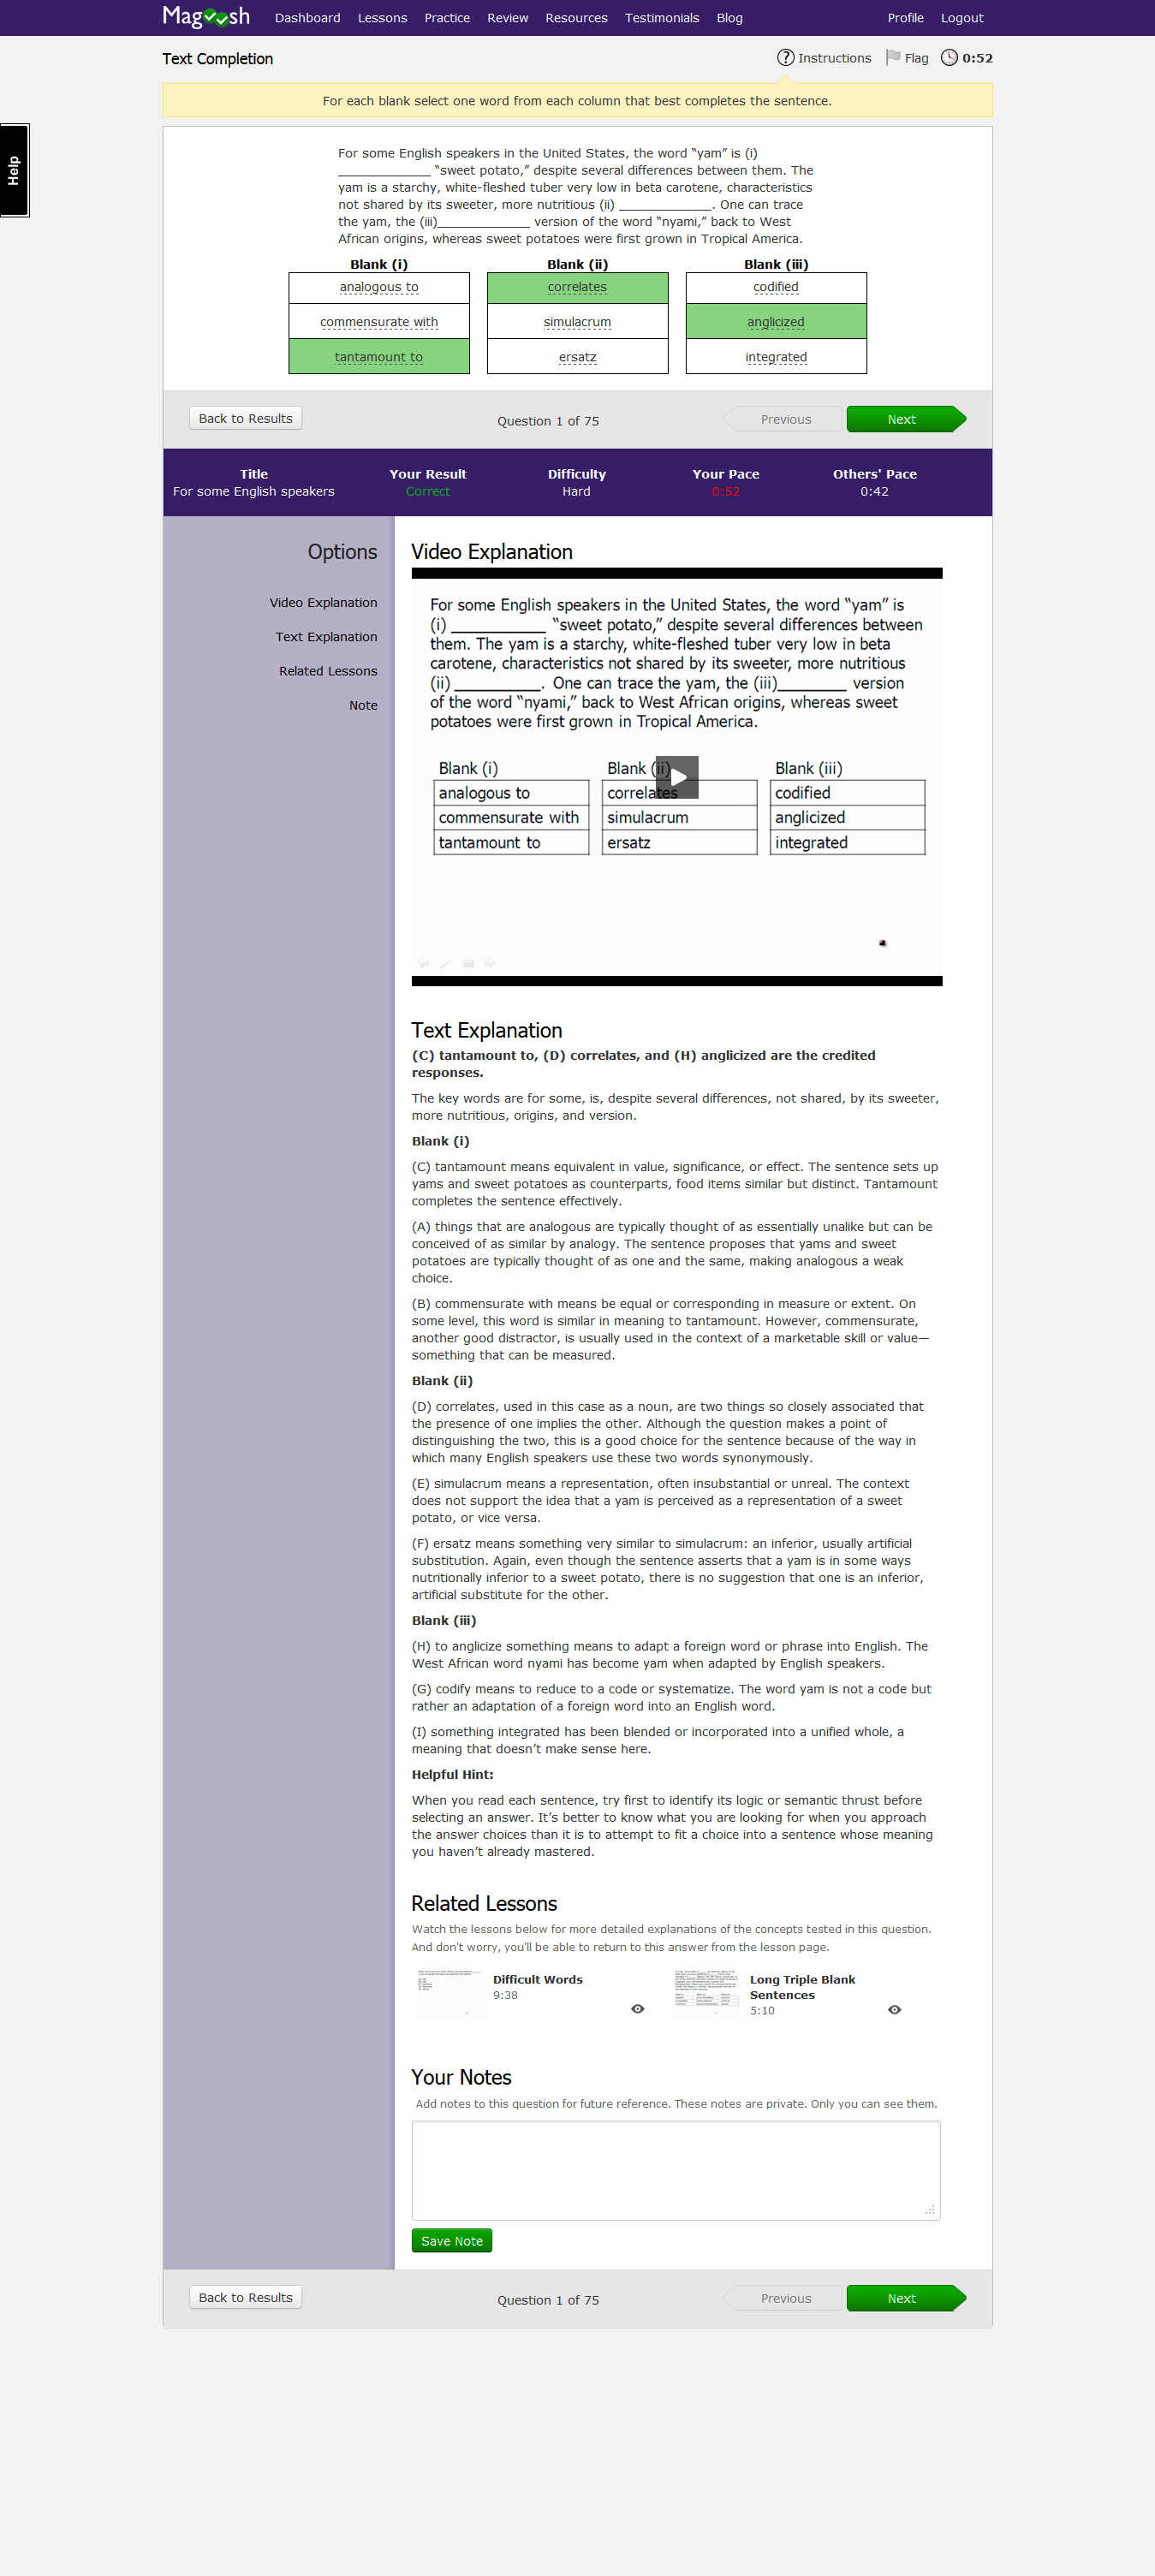 Magoosh Dashboard Lessons Practice Review Resources Testimonials Blog Profile Logout
Text Completion Instructions Flag 0:52
For each blank select one word from each column that best completes the sentence.
Help
For some English speakers in the United States, the word “yam” is (i)
_____________ “sweet potato,” despite several differences between them. The
yam is a starchy, white-fleshed tuber very low in beta carotene, characteristics
not shared by its sweeter, more nutritious (ii) _____________. One can trace
the yam, the (iii)_____________ version of the word “nyami,” back to West
African origins, whereas sweet potatoes were first grown in Tropical America.
Blank (i) Blank (ii) Blank (iii)
analogous to correlates codified
commensurate with simulacrum anglicized
tantamount to ersatz integrated
Back to Results Question 1 of 75 Previous Next
Title Your Result Difficulty Your Pace Others' Pace
For some English speakers Correct Hard 0:52 0:42
Options
Video Explanation
Text Explanation
Related Lessons
Note
Video Explanation
For some English speakers in the United States, the word “yam” is
(i) ___________ “sweet potato,” despite several differences between
them. The yam is a starchy, white-fleshed tuber very low in beta
carotene, characteristics not shared by its sweeter, more nutritious
(ii) __________. One can trace the yam, the (iii)________ version
of the word “nyami,” back to West African origins, whereas sweet
potatoes were first grown in Tropical America.
Blank (i) Blank (ii) Blank (iii)
analogous to correlates codified
commensurate with simulacrum anglicized
tantamount to ersatz integrated
Text Explanation
(C) tantamount to, (D) correlates, and (H) anglicized are the credited
responses.
The key words are for some, is, despite several differences, not shared, by its sweeter,
more nutritious, origins, and version.
Blank (i)
(C) tantamount means equivalent in value, significance, or effect. The sentence sets up
yams and sweet potatoes as counterparts, food items similar but distinct. Tantamount
completes the sentence effectively.
(A) things that are analogous are typically thought of as essentially unalike but can be
conceived of as similar by analogy. The sentence proposes that yams and sweet
potatoes are typically thought of as one and the same, making analogous a weak
choice.
(B) commensurate with means be equal or corresponding in measure or extent. On
some level, this word is similar in meaning to tantamount. However, commensurate,
another good distractor, is usually used in the context of a marketable skill or value—
something that can be measured.
Blank (ii)
(D) correlates, used in this case as a noun, are two things so closely associated that
the presence of one implies the other. Although the question makes a point of
distinguishing the two, this is a good choice for the sentence because of the way in
which many English speakers use these two words synonymously.
(E) simulacrum means a representation, often insubstantial or unreal. The context
does not support the idea that a yam is perceived as a representation of a sweet
potato, or vice versa.
(F) ersatz means something very similar to simulacrum: an inferior, usually artificial
substitution. Again, even though the sentence asserts that a yam is in some ways
nutritionally inferior to a sweet potato, there is no suggestion that one is an inferior,
artificial substitute for the other.
Blank (iii)
(H) to anglicize something means to adapt a foreign word or phrase into English. The
West African word nyami has become yam when adapted by English speakers.
(G) codify means to reduce to a code or systematize. The word yam is not a code but
rather an adaptation of a foreign word into an English word.
(I) something integrated has been blended or incorporated into a unified whole, a
meaning that doesn’t make sense here.
Helpful Hint:
When you read each sentence, try first to identify its logic or semantic thrust before
selecting an answer. It’s better to know what you are looking for when you approach
the answer choices than it is to attempt to fit a choice into a sentence whose meaning
you haven’t already mastered.
Related Lessons
Watch the lessons below for more detailed explanations of the concepts tested in this question.
And don't worry, you'll be able to return to this answer from the lesson page.
Difficult Words
9:38
Long Triple Blank
Sentences
5:10
Your Notes
Add notes to this question for future reference. These notes are private. Only you can see them.
Save Note
Back to Results Question 1 of 75 Previous Next